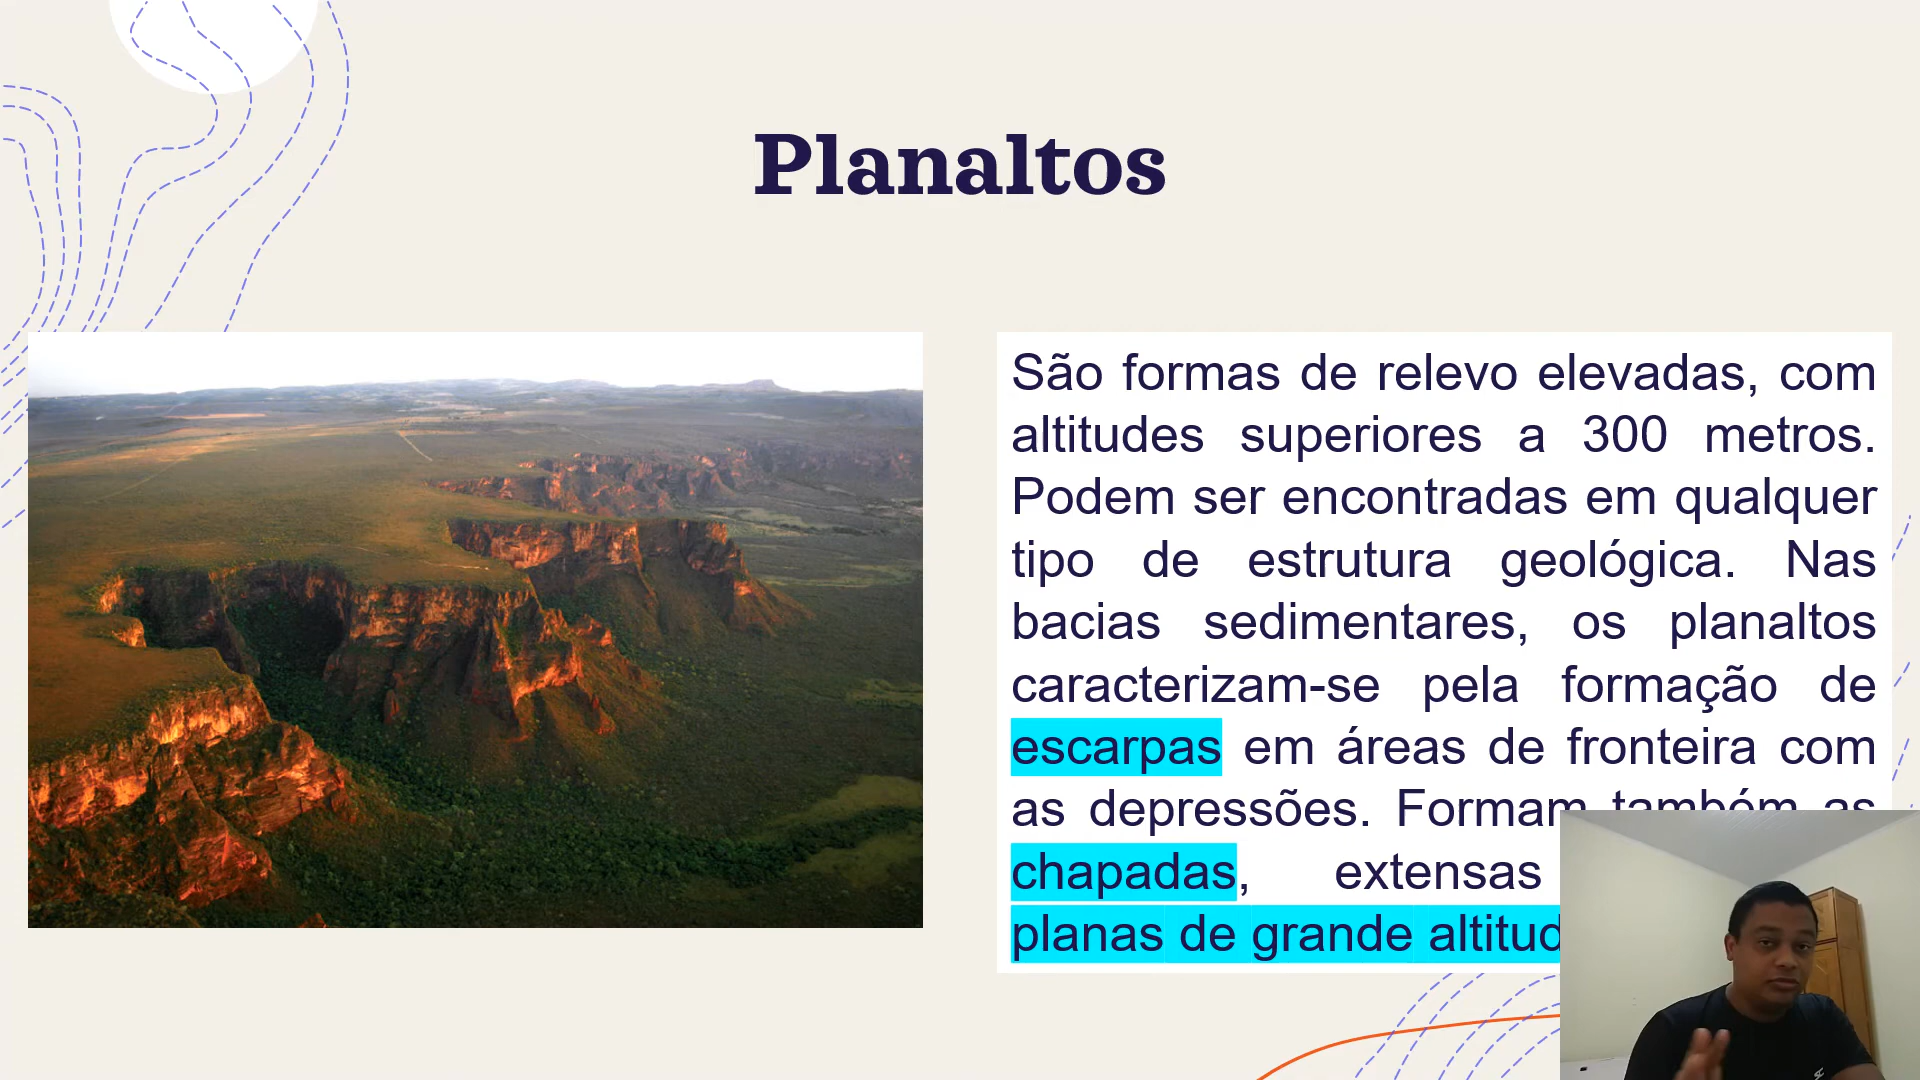 Planaltos
São formas de relevo elevadas, com
altitudes superiores a 300 metros.
Podem ser encontradas em qualquer
tipo de estrutura geológica. Nas
bacias sedimentares, os planaltos
caracterizam-se pela formação de
escarpas em áreas de fronteira com
as depressões. Formam também as
chapadas, extensas
planas de grande